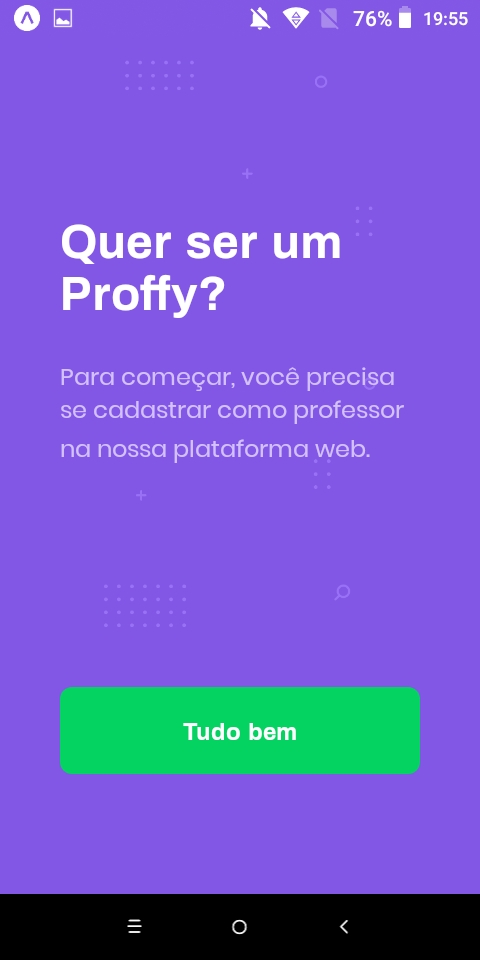 76% 19:55
Quer ser um
Proffy?
Para começar, você precisa
se cadastrar como professor
na nossa plataforma web.
Tudo bem